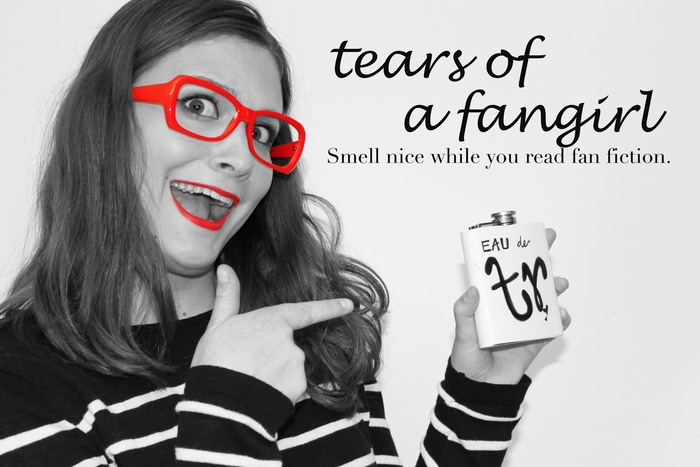 tears of
a fangirl
Smell nice while you read fan fiction.
EAU de
tr